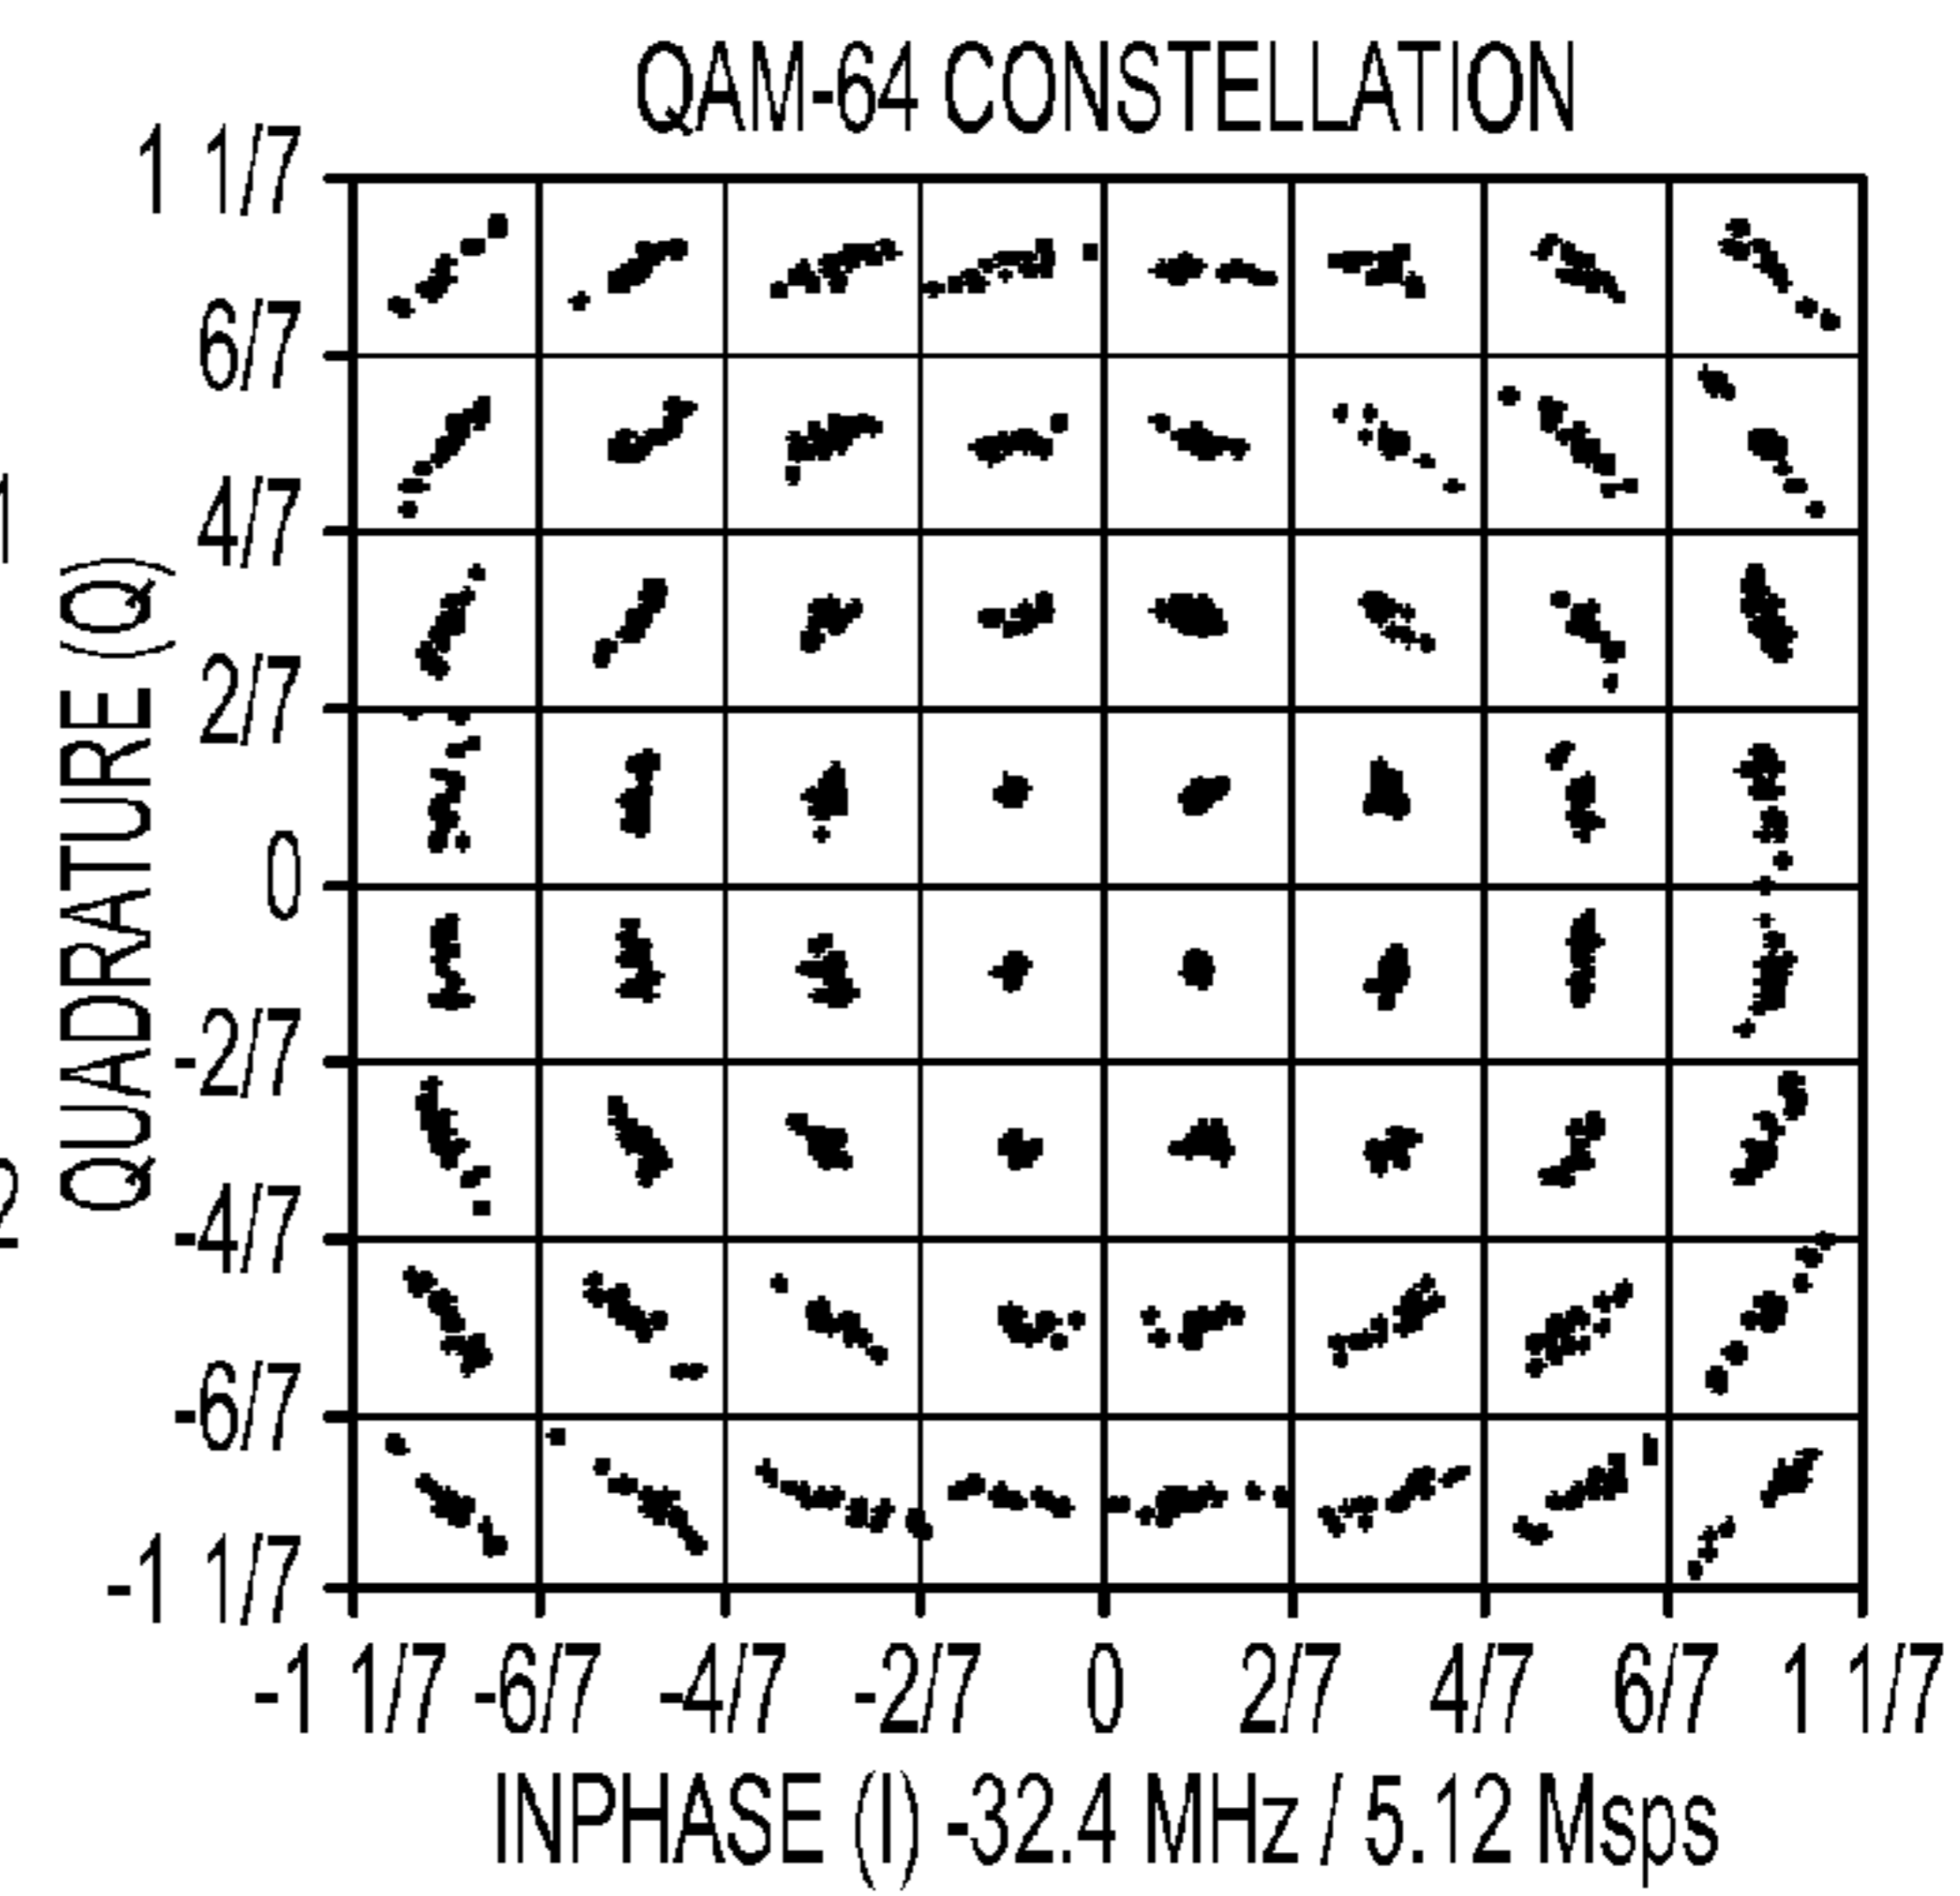 QAM-64 CONSTELLATION
1 1/7
6/7
4/7
2/7
0
-2/7
-4/7
-6/7
-1 1/7
QUADRATURE (Q)
-1 1/7 -6/7 -4/7 -2/7 0 2/7 4/7 6/7 1 1/7
INPHASE (I) -32.4 MHz / 5.12 Msps